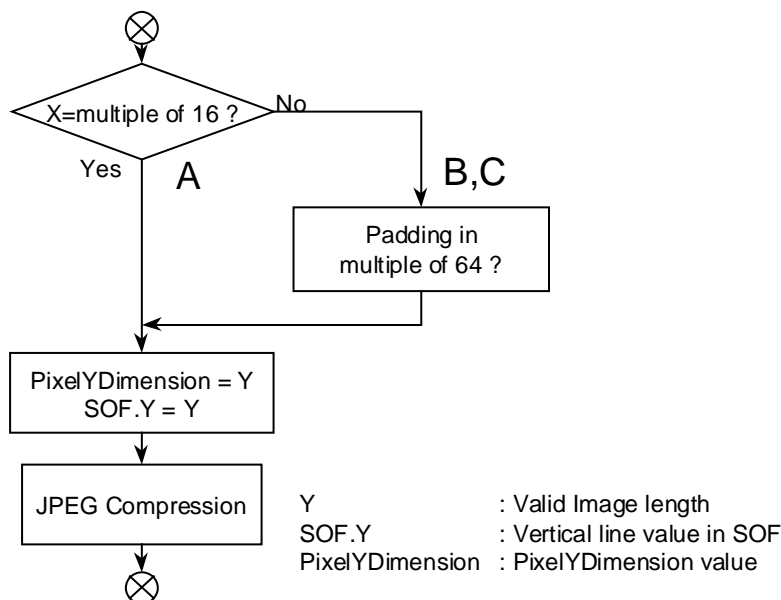 X=multiple of 16 ?
No
Yes
A
B,C
Padding in
multiple of 64 ?
PixelYDimension = Y
SOF.Y = Y
JPEG Compression
Y : Valid Image length
SOF.Y : Vertical line value in SOF
PixelYDimension : PixelYDimension value